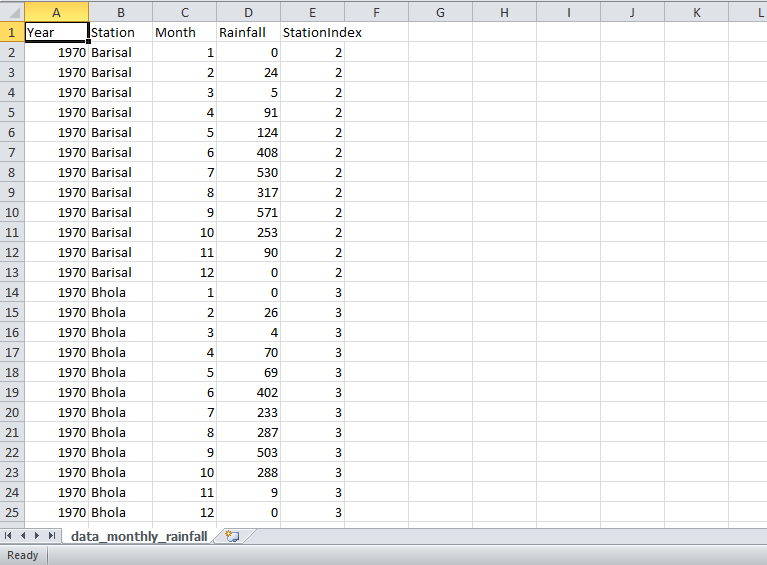 A B C D E F G H I J K L
1 Year Station Month Rainfall StationIndex
2 1970 Barisal 1 0 2
3 1970 Barisal 2 24 2
4 1970 Barisal 3 5 2
5 1970 Barisal 4 91 2
6 1970 Barisal 5 124 2
7 1970 Barisal 6 408 2
8 1970 Barisal 7 530 2
9 1970 Barisal 8 317 2
10 1970 Barisal 9 571 2
11 1970 Barisal 10 253 2
12 1970 Barisal 11 90 2
13 1970 Barisal 12 0 2
14 1970 Bhola 1 0 3
15 1970 Bhola 2 26 3
16 1970 Bhola 3 4 3
17 1970 Bhola 4 70 3
18 1970 Bhola 5 69 3
19 1970 Bhola 6 402 3
20 1970 Bhola 7 233 3
21 1970 Bhola 8 287 3
22 1970 Bhola 9 503 3
23 1970 Bhola 10 288 3
24 1970 Bhola 11 9 3
25 1970 Bhola 12 0 3
data_monthly_rainfall
Ready